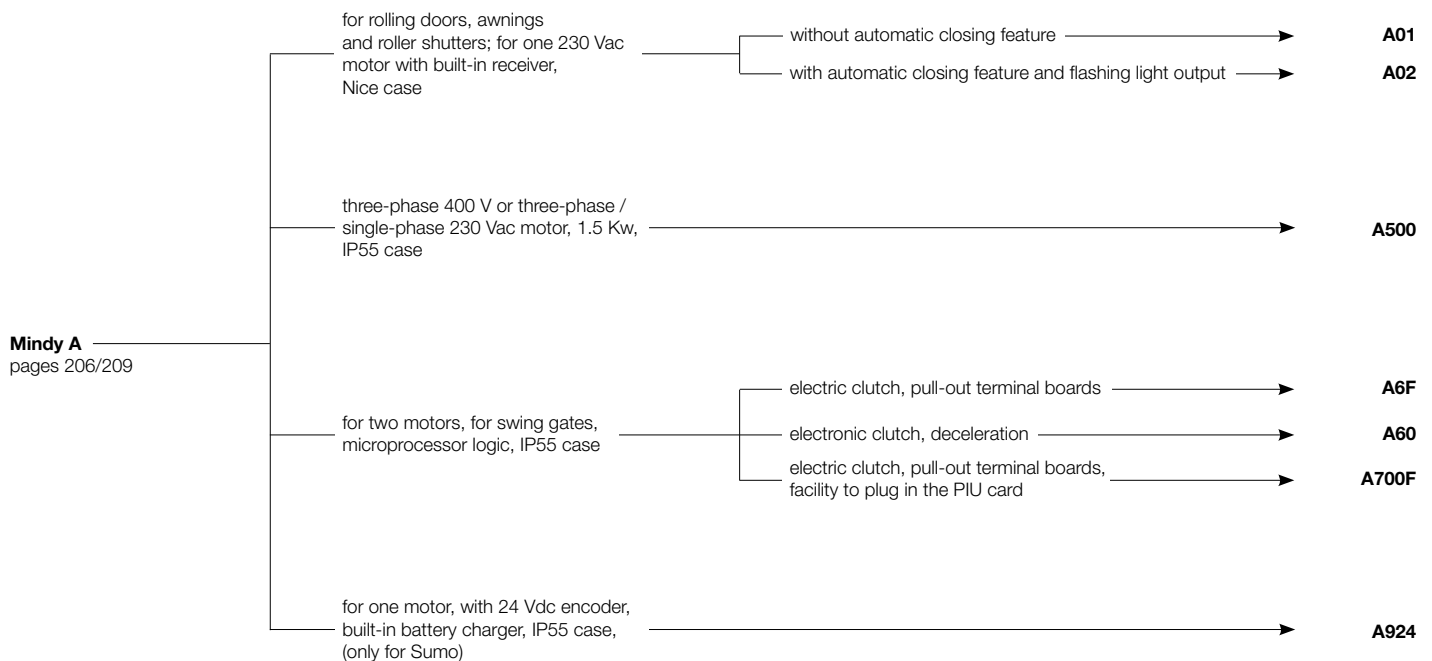 for rolling doors, awnings
and roller shutters; for one 230 Vac
motor with built-in receiver,
Nice case
without automatic closing feature
A01
with automatic closing feature and flashing light output
A02
three-phase 400 V or three-phase /
single-phase 230 Vac motor, 1.5 Kw,
IP55 case
A500
Mindy A
pages 206/209
for two motors, for swing gates,
microprocessor logic, IP55 case
electric clutch, pull-out terminal boards
A6F
electronic clutch, deceleration
A60
electric clutch, pull-out terminal boards,
facility to plug in the PIU card
A700F
for one motor, with 24 Vdc encoder,
built-in battery charger, IP55 case,
(only for Sumo)
A924